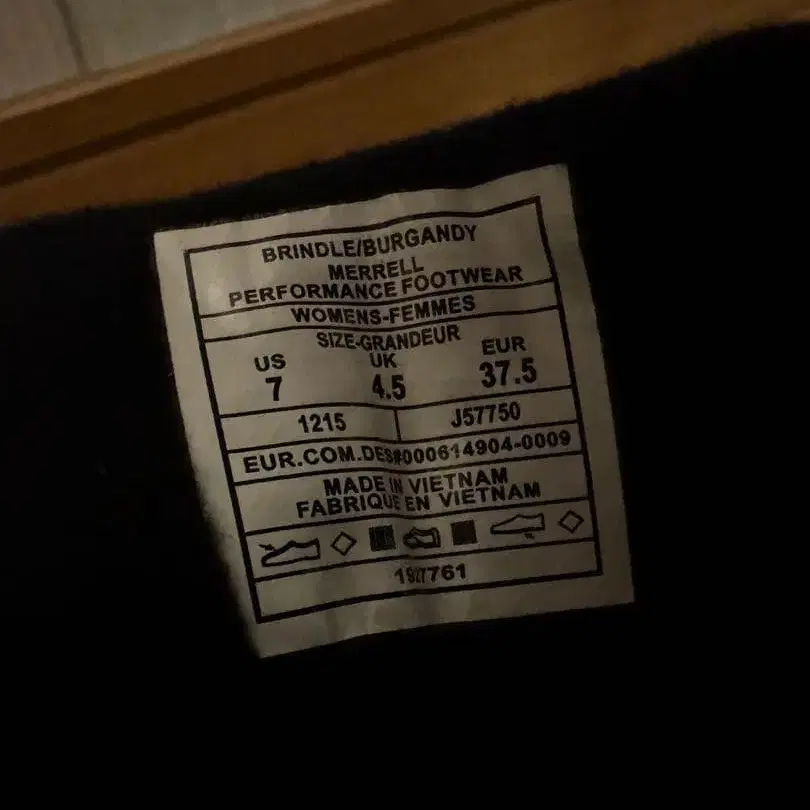 BRINDLE/BURGANDY
MERRELL
PERFORMANCE FOOTWEAR
WOMENS-FEMMES
SIZE-GRANDEUR
US UK EUR
7 4.5 37.5
1215 J57750
EUR.COM.DES#000614904-0009
MADE IN VIETNAM
FABRIQUE EN VIETNAM
1927761